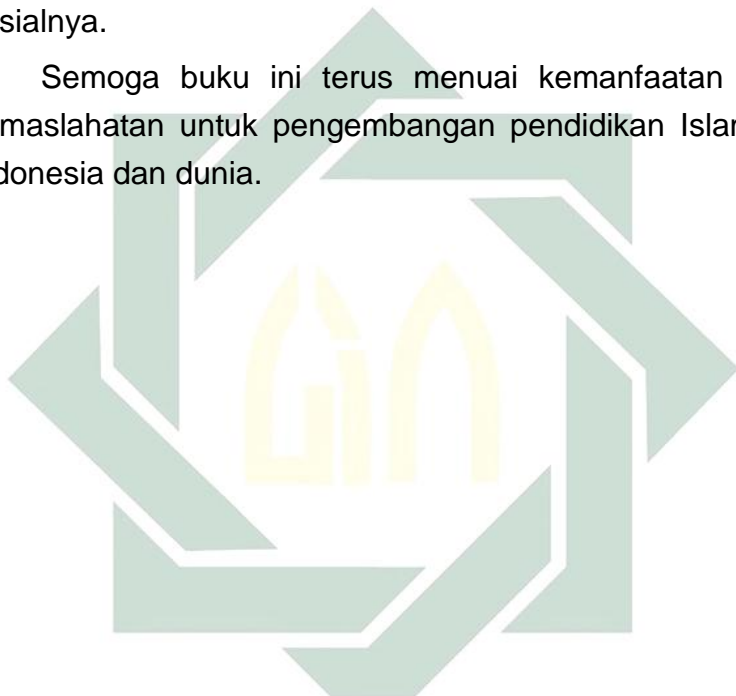 sialnya.
Semoga buku ini terus menuai kemanfaatan
maslahatan untuk pengembangan pendidikan Islar
donesia dan dunia.